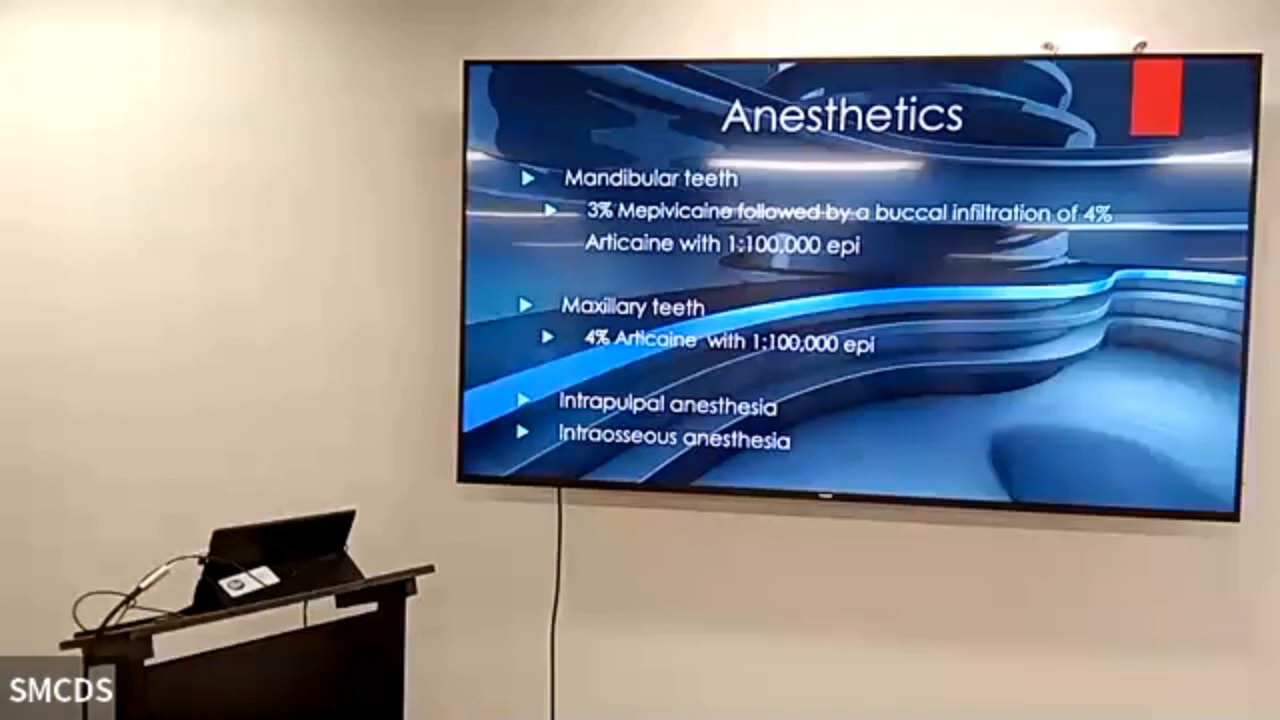 Anesthetics
Mandibular teeth
3% Mepivicaine followed by a buccal infiltration of 4%
Articaine with 1:100,000 epi
Maxillary teeth
4% Articaine with 1:100,000 epi
Intrapulpal anesthesia
Intraosseous anesthesia
SMCDS